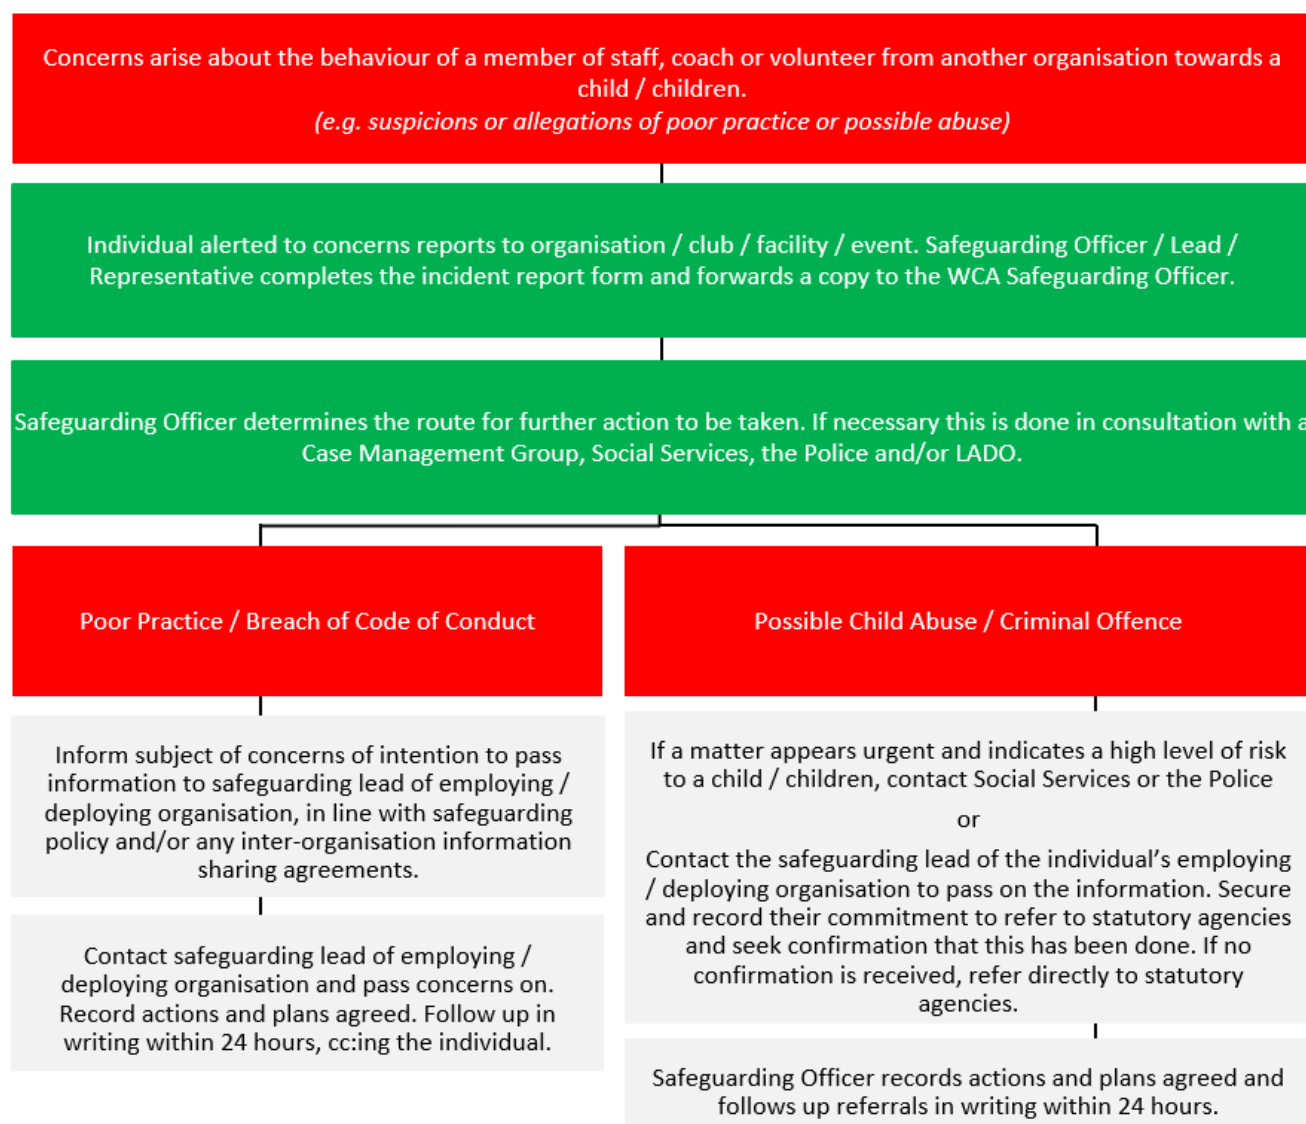 Concerns arise about the behaviour of a member of staff, coach or volunteer from another organisation towards a
child / children.
(e.g. suspicions or allegations of poor practice or possible abuse)
Individual alerted to concerns reports to organisation / club / facility / event. Safeguarding Officer / Lead /
Representative completes the incident report form and forwards a copy to the WCA Safeguarding Officer.
Safeguarding Officer determines the route for further action to be taken. If necessary this is done in consultation with a
Case Management Group, Social Services, the Police and/or LADO.
Poor Practice / Breach of Code of Conduct
Inform subject of concerns of intention to pass
information to safeguarding lead of employing /
deploying organisation, in line with safeguarding
policy and/or any inter-organisation information
sharing agreements.
Contact safeguarding lead of employing /
deploying organisation and pass concerns on.
Record actions and plans agreed. Follow up in
writing within 24 hours, cc:ing the individual.
Possible Child Abuse / Criminal Offence
If a matter appears urgent and indicates a high level of risk
to a child / children, contact Social Services or the Police
or
Contact the safeguarding lead of the individual’s employing
/ deploying organisation to pass on the information. Secure
and record their commitment to refer to statutory agencies
and seek confirmation that this has been done. If no
confirmation is received, refer directly to statutory
agencies.
Safeguarding Officer records actions and plans agreed and
follows up referrals in writing within 24 hours.